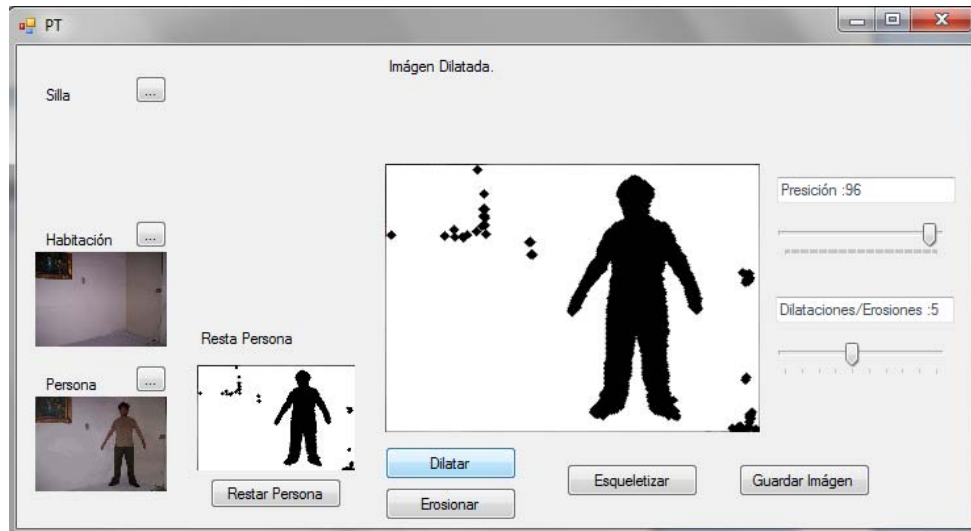 PT
Imágen Dilatada.
Silla
...
Habitación
...
Presición :96
Dilataciones/Erosiones :5
Resta Persona
Persona
...
Restar Persona
Dilatar
Erosionar
Esqueletizar
Guardar Imágen